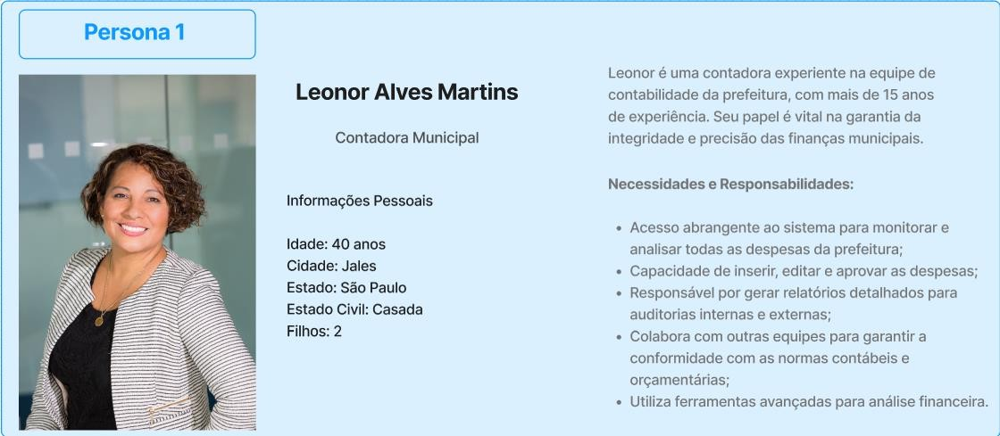 Persona 1
Leonor Alves Martins
Contadora Municipal
Informações Pessoais
Idade: 40 anos
Cidade: Jales
Estado: São Paulo
Estado Civil: Casada
Filhos: 2
Leonor é uma contadora experiente na equipe de
contabilidade da prefeitura, com mais de 15 anos
de experiência. Seu papel é vital na garantia da
integridade e precisão das finanças municipais.
Necessidades e Responsabilidades:
• Acesso abrangente ao sistema para monitorar e
analisar todas as despesas da prefeitura;
• Capacidade de inserir, editar e aprovar as despesas;
• Responsável por gerar relatórios detalhados para
auditorias internas e externas;
• Colabora com outras equipes para garantir a
conformidade com as normas contábeis e
orçamentárias;
• Utiliza ferramentas avançadas para análise financeira.